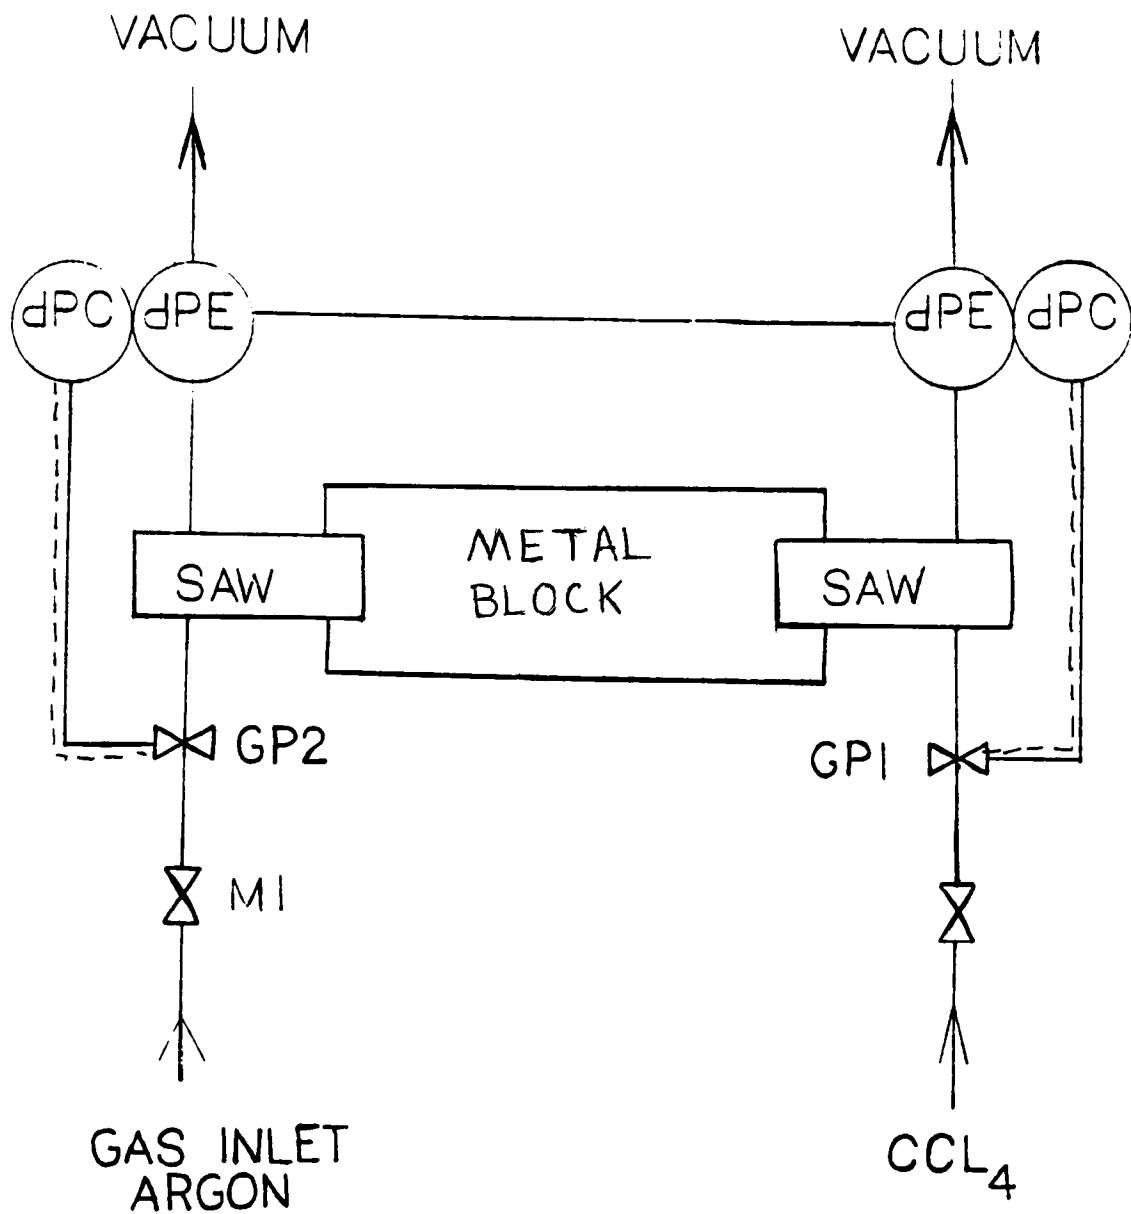 VACUUM
VACUUM
dPC
dPE
dPE
dPC
METAL
BLOCK
SAW
SAW
GP2
GP1
M1
GAS INLET
ARGON
CCL4